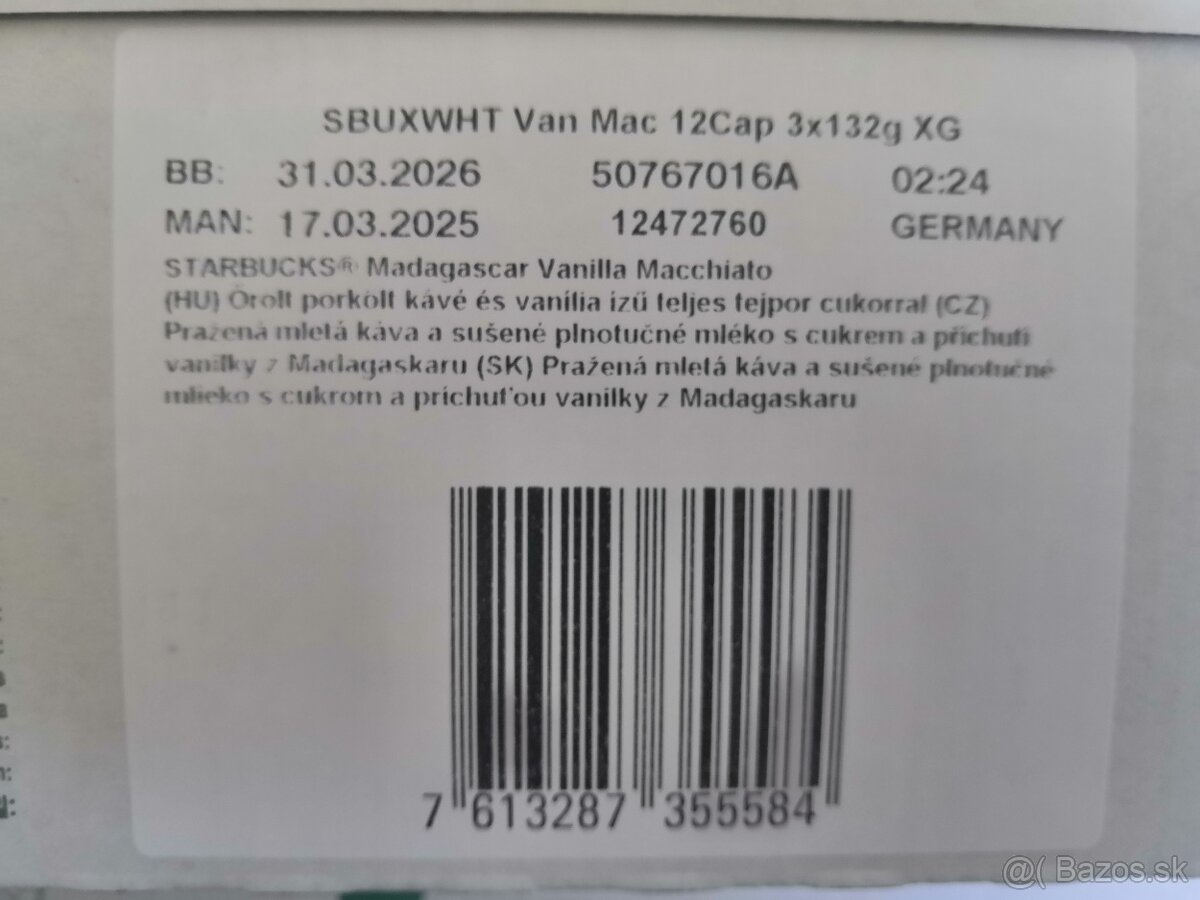 SBUXWHT Van Mac 12Cap 3x132g XG
BB: 31.03.2026 50767016A 02:24
MAN: 17.03.2025 12472760 GERMANY
STARBUCKS® Madagascar Vanilla Macchiato
(HU) Őrölt pörkölt kávé és vanília ízű teljes tejpor cukorral (CZ)
Pražená mletá káva a sušené plnotučné mléko s cukrem a příchutí
vanilky z Madagaskaru (SK) Pražená mletá káva a sušené plnotučné
mlieko s cukrom a príchuťou vanilky z Madagaskaru
7 613287 355584
@( Bazos.sk